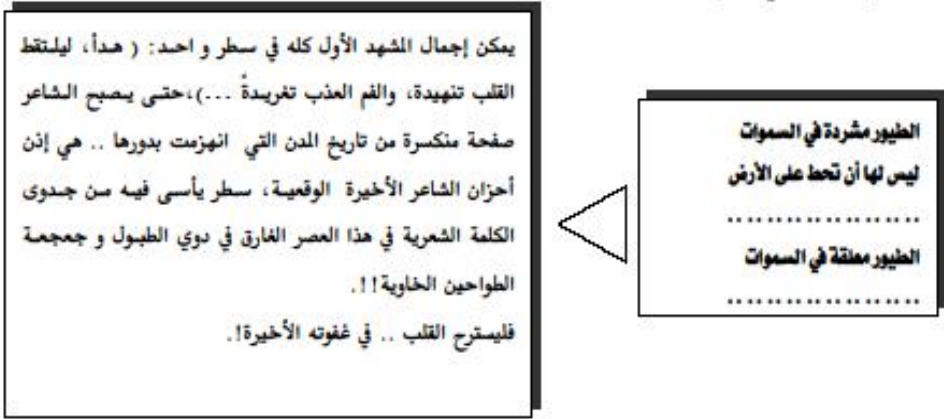 الطيور مشردة في السموات
ليس لها أن تحط على الأرض
.. .. .. .. .. .. .. .. ..
الطيور معلقة في السموات
.. .. .. .. .. .. .. .. ..
يمكن إجمال المشهد الأول كله في سطر و احد: ( هدأ، ليلتقط
القلب تنهيدة، والفم العذب تغريدةً ...)،حتى يصبح الشاعر
صفحة منكسرة من تاريخ المدن التي انهزمت بدورها .. هي إذن
أحزان الشاعر الأخيرة الوقعية، سطر يأسى فيه من جدوى
الكلمة الشعرية في هذا العصر الغارق في دوي الطبول و جعجعة
الطواحين الخاوية!!.
فليسترح القلب .. في غفوته الأخيرة!.